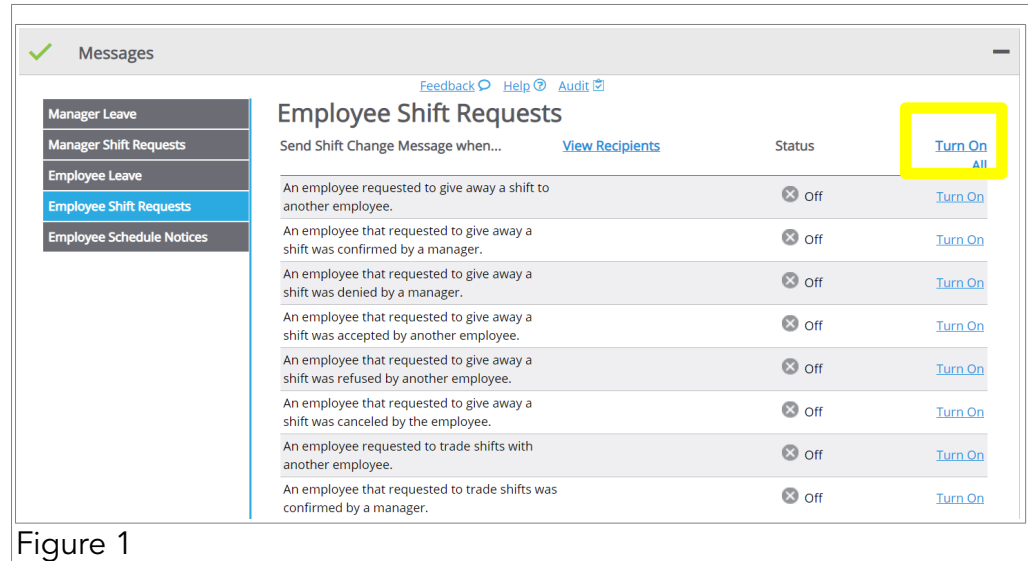 Messages
Feedback Help Audit
Manager Leave
Manager Shift Requests
Employee Leave
Employee Shift Requests
Employee Schedule Notices
Employee Shift Requests
Send Shift Change Message when... View Recipients Status Turn On
All
An employee requested to give away a shift to
another employee.
Off Turn On
An employee that requested to give away a
shift was confirmed by a manager.
Off Turn On
An employee that requested to give away a
shift was denied by a manager.
Off Turn On
An employee that requested to give away a
shift was accepted by another employee.
Off Turn On
An employee that requested to give away a
shift was refused by another employee.
Off Turn On
An employee that requested to give away a
shift was canceled by the employee.
Off Turn On
An employee requested to trade shifts with
another employee.
Off Turn On
An employee that requested to trade shifts was
confirmed by a manager.
Off Turn On
Figure 1